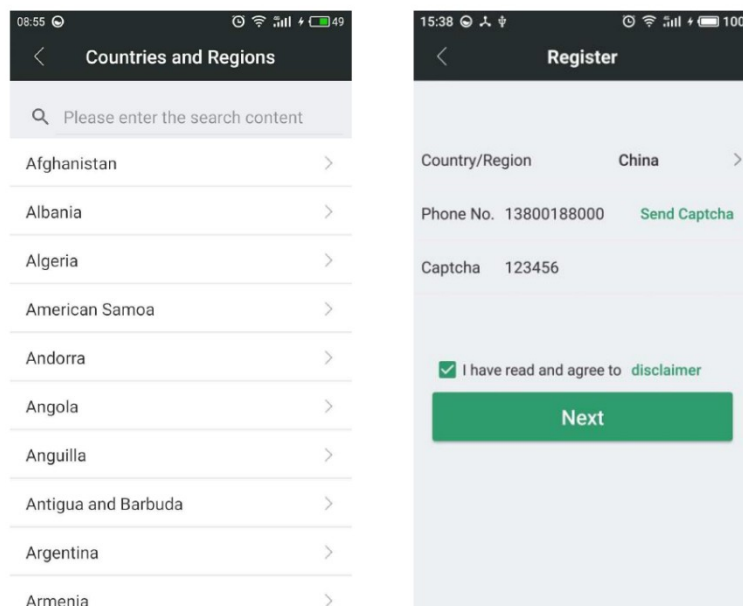 08:55
49
Countries and Regions
Please enter the search content
Afghanistan
Albania
Algeria
American Samoa
Andorra
Angola
Anguilla
Antigua and Barbuda
Argentina
Armenia
15:38
100
Register
Country/Region China
Phone No. 13800188000 Send Captcha
Captcha 123456
I have read and agree to disclaimer
Next